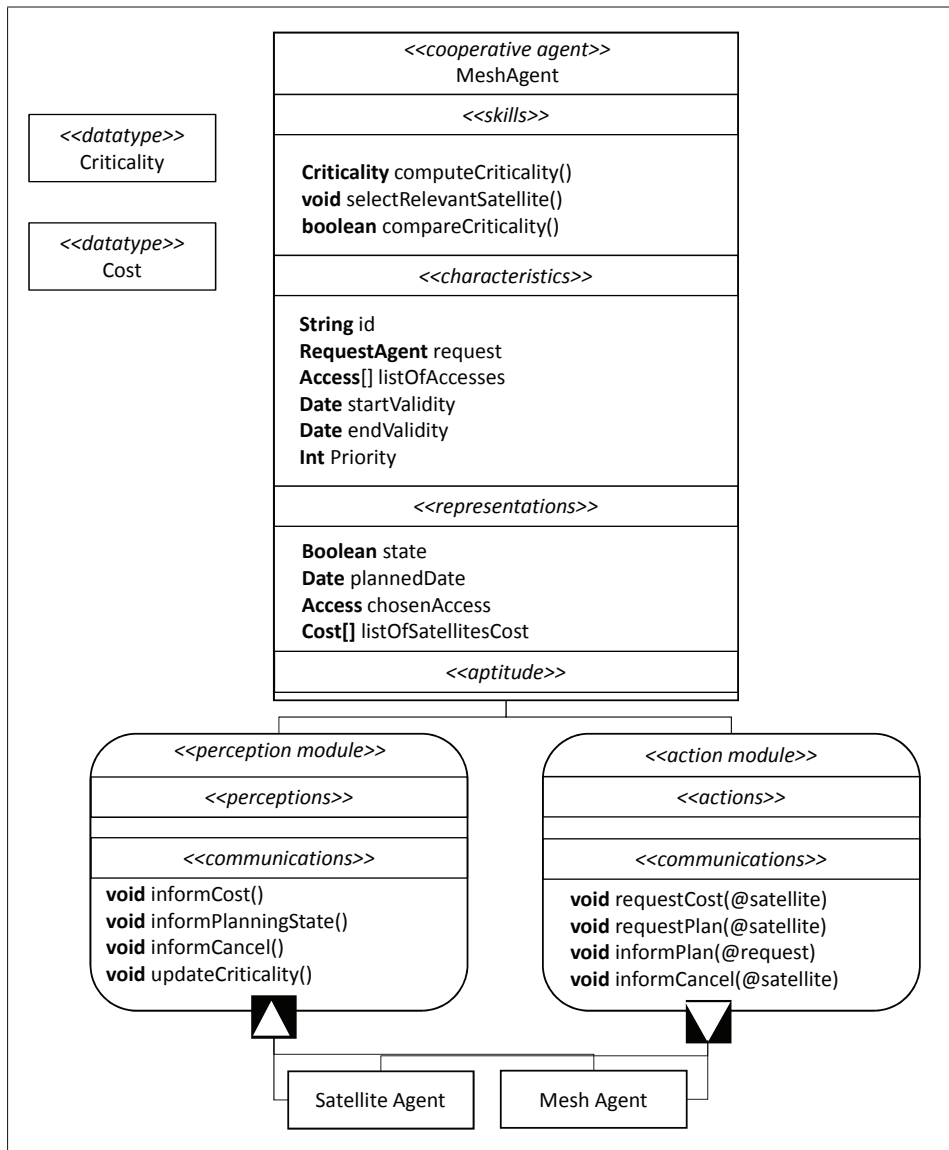 <<cooperative agent>>
MeshAgent
<<skills>>
Criticality computeCriticality()
void selectRelevantSatellite()
boolean compareCriticality()
<<characteristics>>
String id
RequestAgent request
Access[] listOfAccesses
Date startValidity
Date endValidity
Int Priority
<<representations>>
Boolean state
Date plannedDate
Access chosenAccess
Cost[] listOfSatellitesCost
<<aptitude>>
<<datatype>>
Criticality
<<datatype>>
Cost
<<perception module>>
<<perceptions>>
<<communications>>
void informCost()
void informPlanningState()
void informCancel()
void updateCriticality()
<<action module>>
<<actions>>
<<communications>>
void requestCost(@satellite)
void requestPlan(@satellite)
void informPlan(@request)
void informCancel(@satellite)
Satellite Agent
Mesh Agent